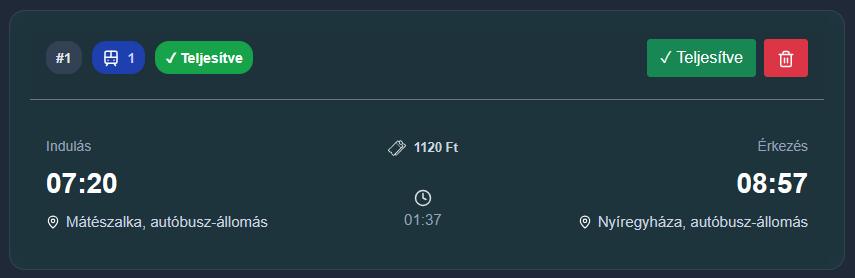 #1 1 ✓ Teljesítve ✓ Teljesítve
Indulás 1120 Ft Érkezés
07:20 08:57
Mátészalka, autóbusz-állomás 01:37 Nyíregyháza, autóbusz-állomás